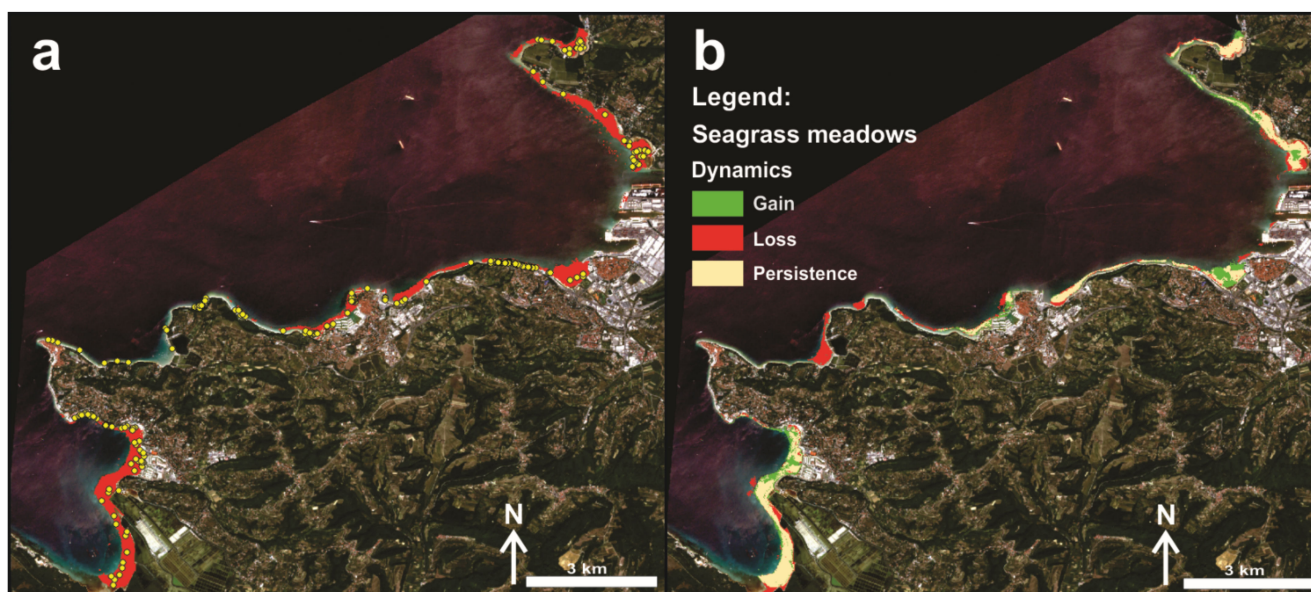 a
b
Legend:
Seagrass meadows
Dynamics
Gain
Loss
Persistence
N
3 km
N
3 km